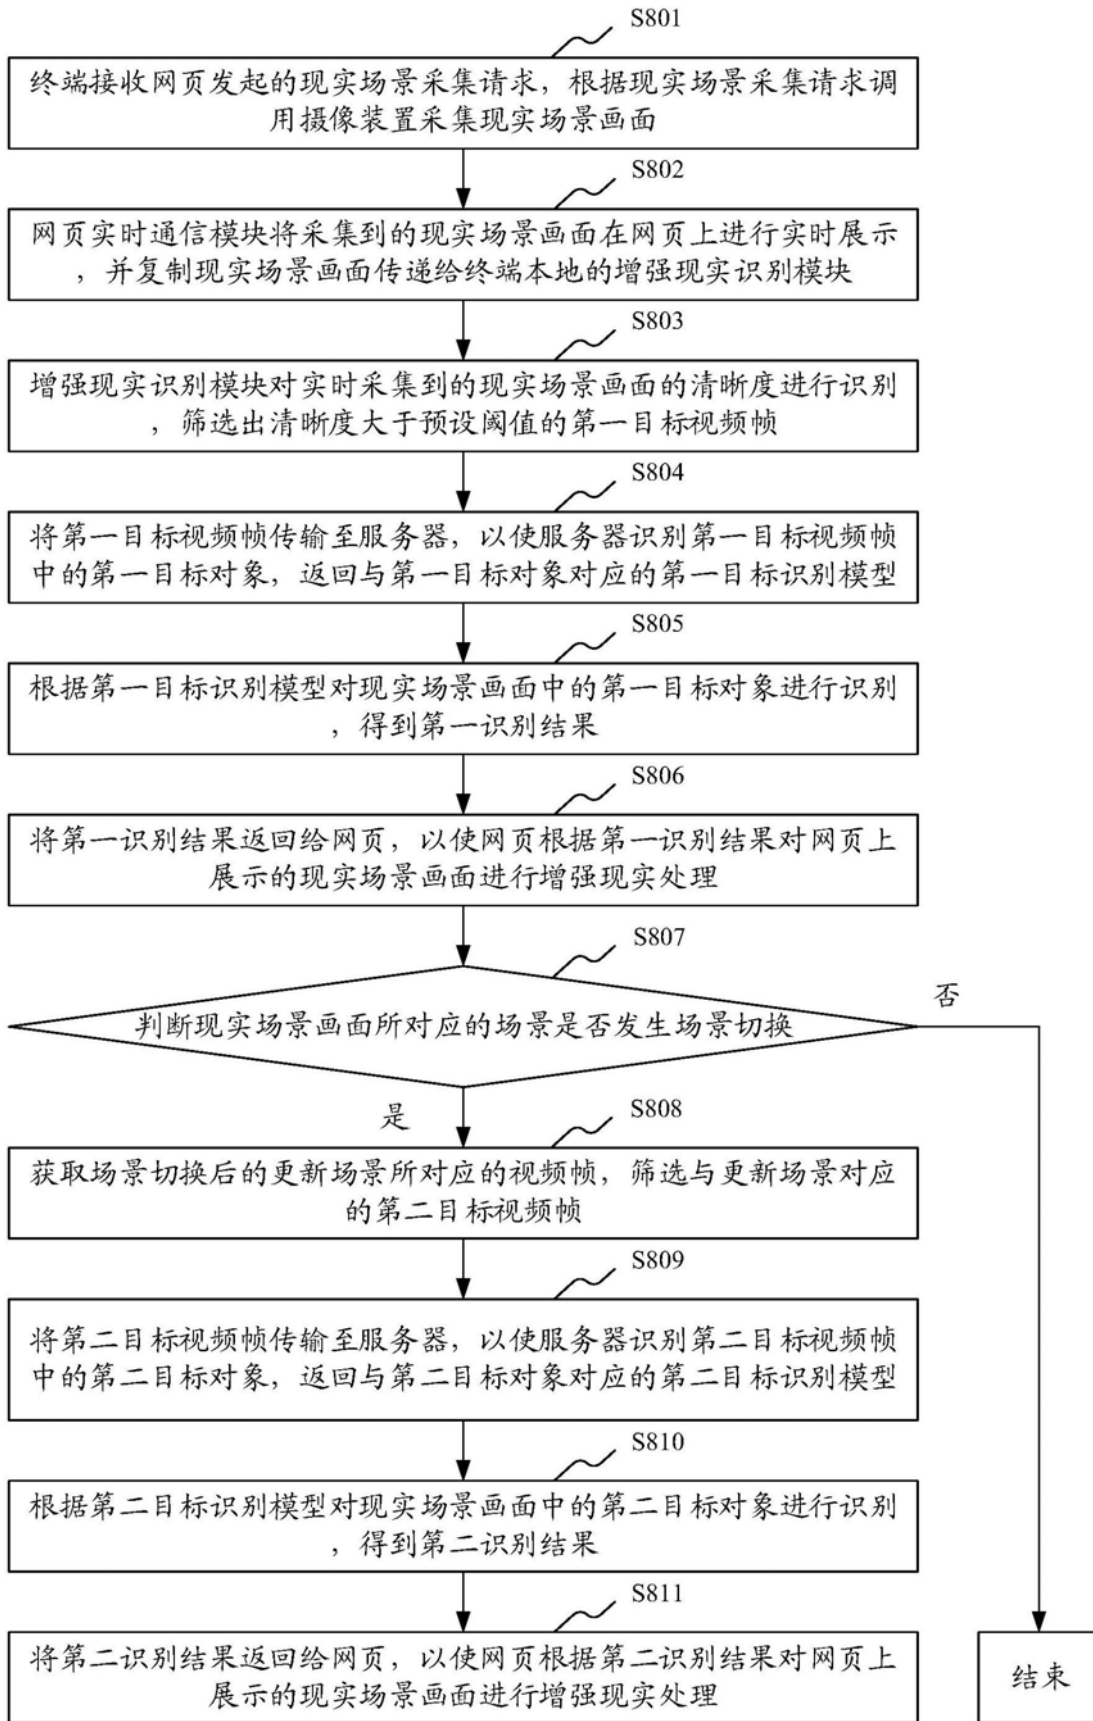 S801
终端接收网页发起的现实场景采集请求，根据现实场景采集请求调
用摄像装置采集现实场景画面
S802
网页实时通信模块将采集到的现实场景画面在网页上进行实时展示
，并复制现实场景画面传递给终端本地的增强现实识别模块
S803
增强现实识别模块对实时采集到的现实场景画面的清晰度进行识别
，筛选出清晰度大于预设阈值的第一目标视频帧
S804
将第一目标视频帧传输至服务器，以使服务器识别第一目标视频帧
中的第一目标对象，返回与第一目标对象对应的第一目标识别模型
S805
根据第一目标识别模型对现实场景画面中的第一目标对象进行识别
，得到第一识别结果
S806
将第一识别结果返回给网页，以使网页根据第一识别结果对网页上
展示的现实场景画面进行增强现实处理
S807
判断现实场景画面所对应的场景是否发生场景切换
否
是
S808
获取场景切换后的更新场景所对应的视频帧，筛选与更新场景对应
的第二目标视频帧
S809
将第二目标视频帧传输至服务器，以使服务器识别第二目标视频帧
中的第二目标对象，返回与第二目标对象对应的第二目标识别模型
S810
根据第二目标识别模型对现实场景画面中的第二目标对象进行识别
，得到第二识别结果
S811
将第二识别结果返回给网页，以使网页根据第二识别结果对网页上
展示的现实场景画面进行增强现实处理
结束